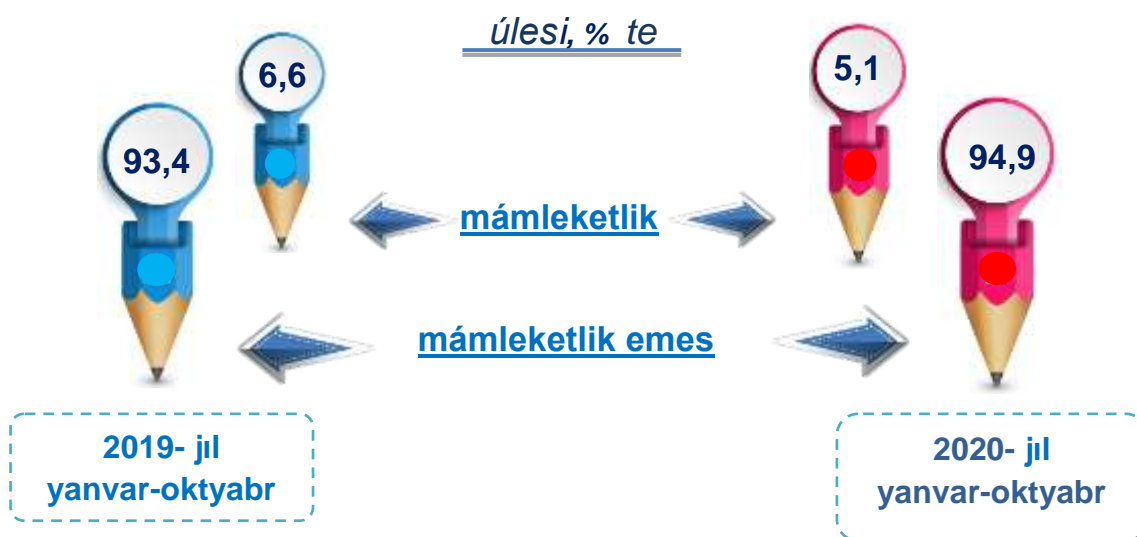 úlesi, % te
6,6
5,1
93,4
94,9
mámleketlik
mámleketlik emes
2019- jıl
yanvar-oktyabr
2020- jıl
yanvar-oktyabr